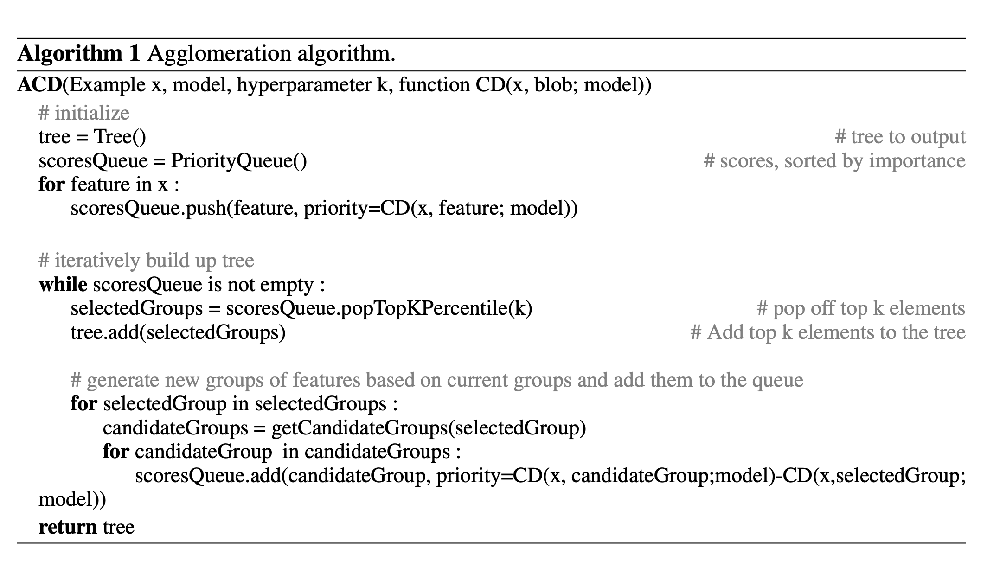 Algorithm 1 Agglomeration algorithm.
ACD(Example x, model, hyperparameter k, function CD(x, blob; model))
# initialize
tree = Tree() # tree to output
scoresQueue = PriorityQueue() # scores, sorted by importance
for feature in x :
scoresQueue.push(feature, priority=CD(x, feature; model))
# iteratively build up tree
while scoresQueue is not empty :
selectedGroups = scoresQueue.popTopKPercentile(k) # pop off top k elements
tree.add(selectedGroups) # Add top k elements to the tree
# generate new groups of features based on current groups and add them to the queue
for selectedGroup in selectedGroups :
candidateGroups = getCandidateGroups(selectedGroup)
for candidateGroup in candidateGroups :
scoresQueue.add(candidateGroup, priority=CD(x, candidateGroup;model)-CD(x,selectedGroup;
model))
return tree